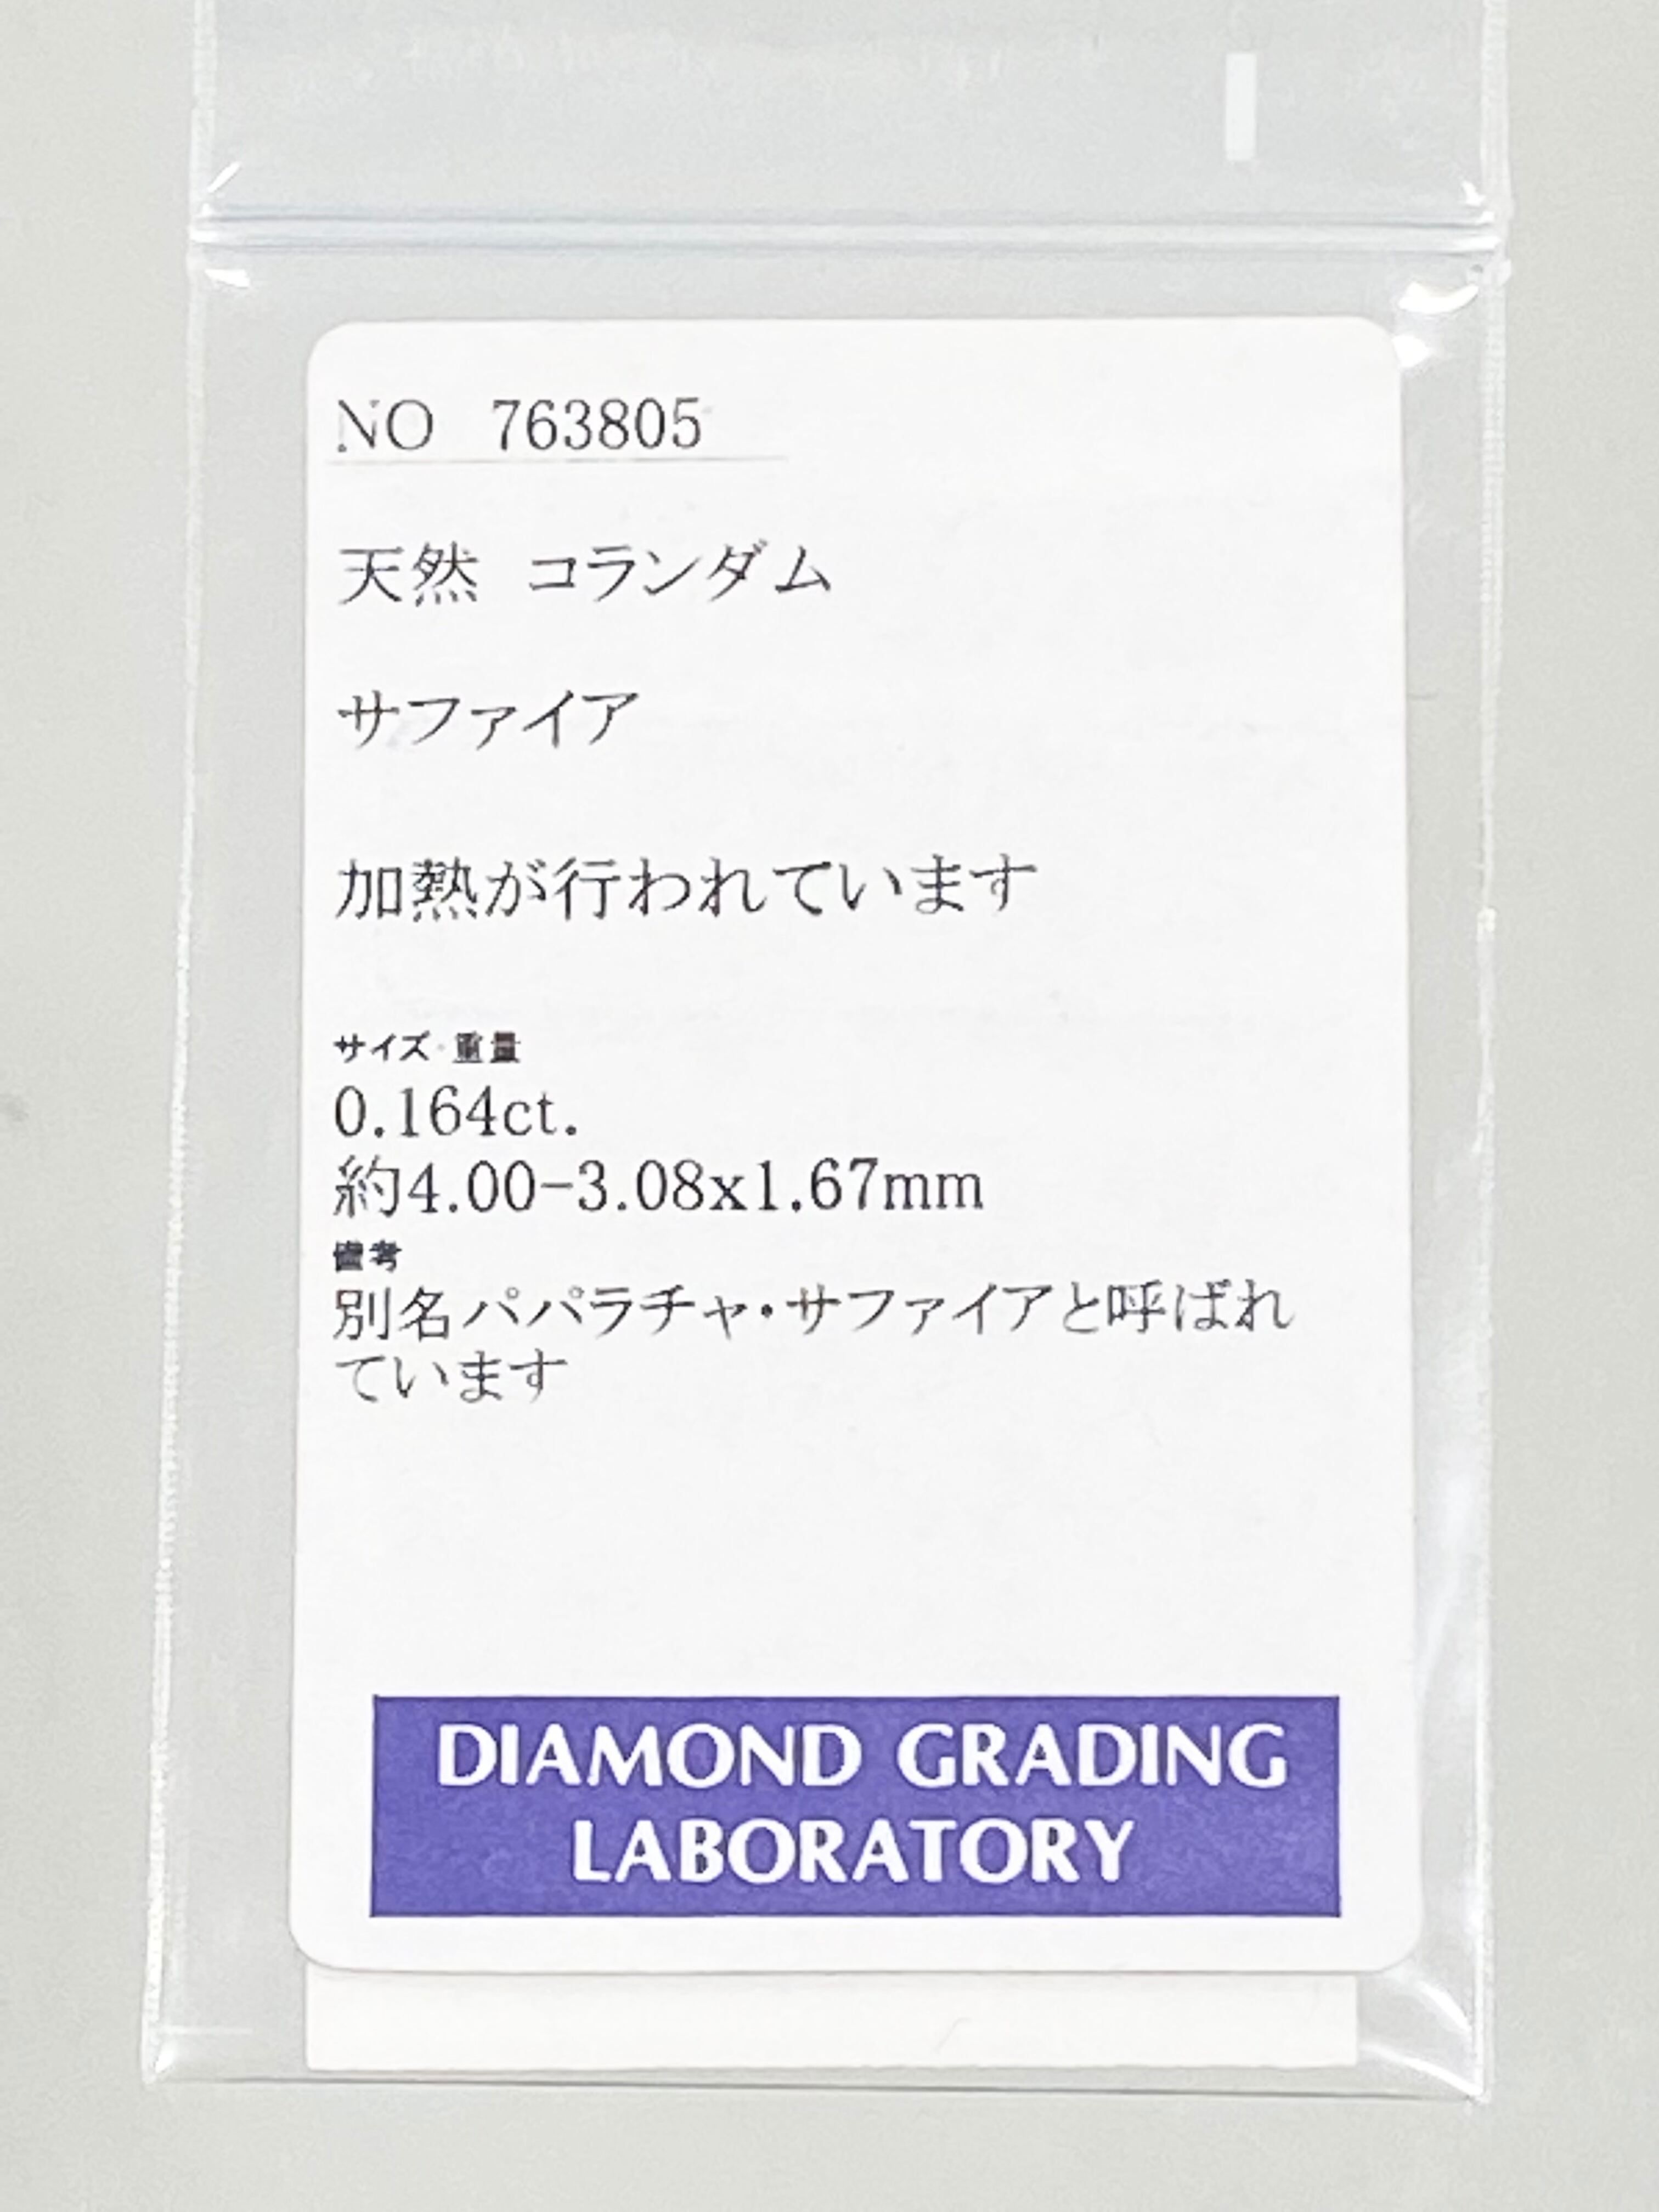 NO 763805
天然 コランダム
サファイア
加熱が行われています
サイズ・重量
0.164ct.
約4.00-3.08x1.67mm
備考
別名パパラチャ・サファイアと呼ばれ
ています
DIAMOND GRADING
LABORATORY